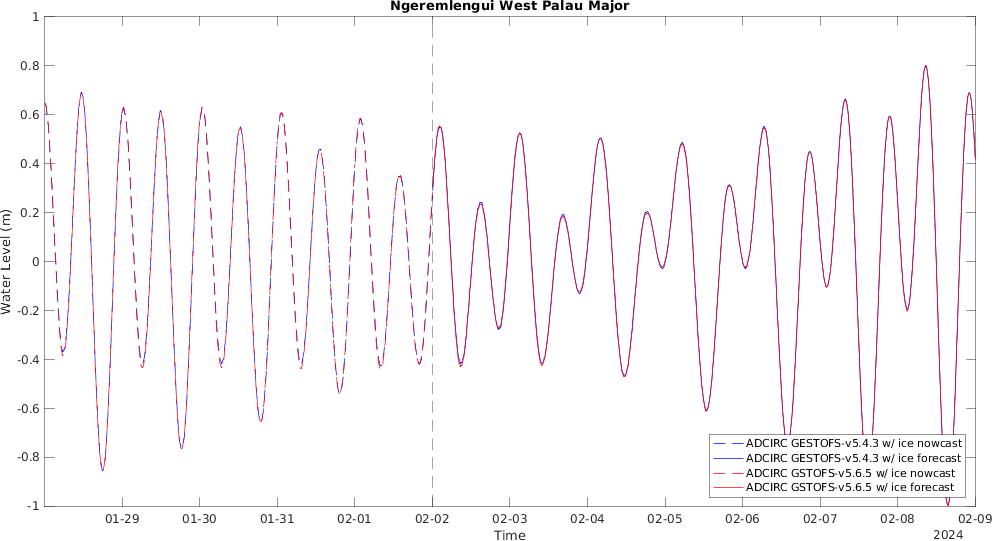 Ngeremlengui West Palau Major
Water Level (m)
1
0.8
0.6
0.4
0.2
0
-0.2
-0.4
-0.6
-0.8
-1
ADCIRC GESTOFS-v5.4.3 w/ ice nowcast
ADCIRC GESTOFS-v5.4.3 w/ ice forecast
ADCIRC GSTOFS-v5.6.5 w/ ice nowcast
ADCIRC GSTOFS-v5.6.5 w/ ice forecast
01-29 01-30 01-31 02-01 02-02 02-03 02-04 02-05 02-06 02-07 02-08 02-09
Time
2024